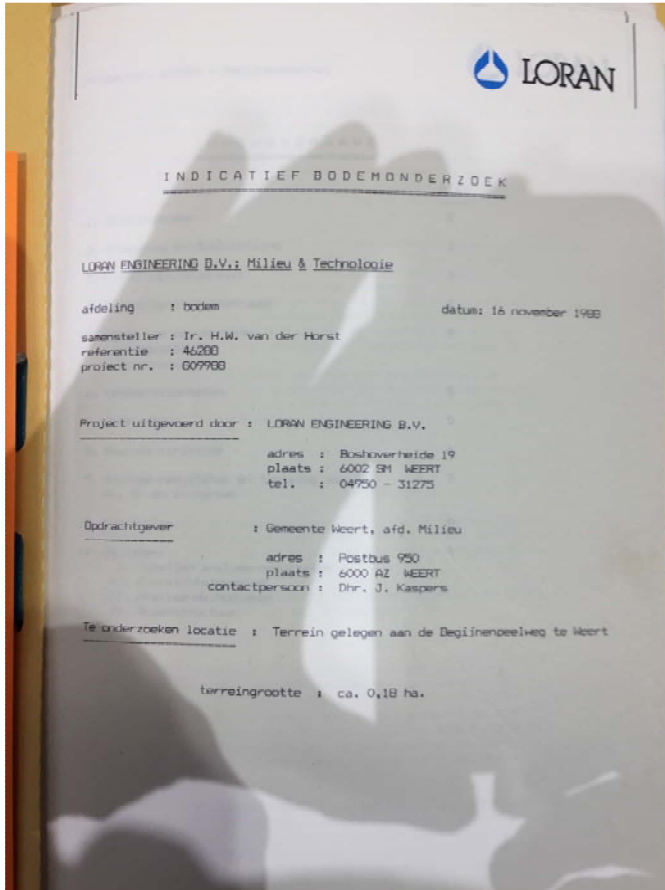 LORAN
INDICATIEF BODEMONDERZOEK
LORAN ENGINEERING B.V.: Milieu & Technologie
afdeling : bodem datum: 16 november 1988
samensteller : Ir. H.W. van der Horst
referentie : 46288
project nr. : G09988
Project uitgevoerd door : LORAN ENGINEERING B.V.
adres : Boshoverheide 19
plaats : 6002 SM WEERT
tel. : 04950 - 31275
Opdrachtgever : Gemeente Weert, afd. Milieu
adres : Postbus 950
plaats : 6000 AZ WEERT
contactpersoon : Dhr. J. Kaspers
Te onderzoeken locatie : Terrein gelegen aan de Begijnenpeelweg te Weert
terreingrootte : ca. 0,18 ha.